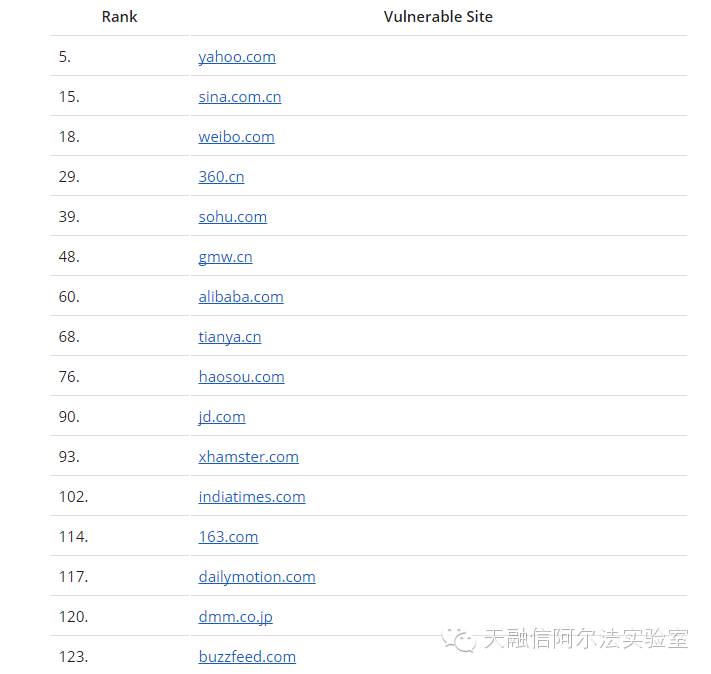 Rank Vulnerable Site
5. yahoo.com
15. sina.com.cn
18. weibo.com
29. 360.cn
39. sohu.com
48. gmw.cn
60. alibaba.com
68. tianya.cn
76. haosou.com
90. jd.com
93. xhamster.com
102. indiatimes.com
114. 163.com
117. dailymotion.com
120. dmm.co.jp
天融信阿尔法实验室
123. buzzfeed.com